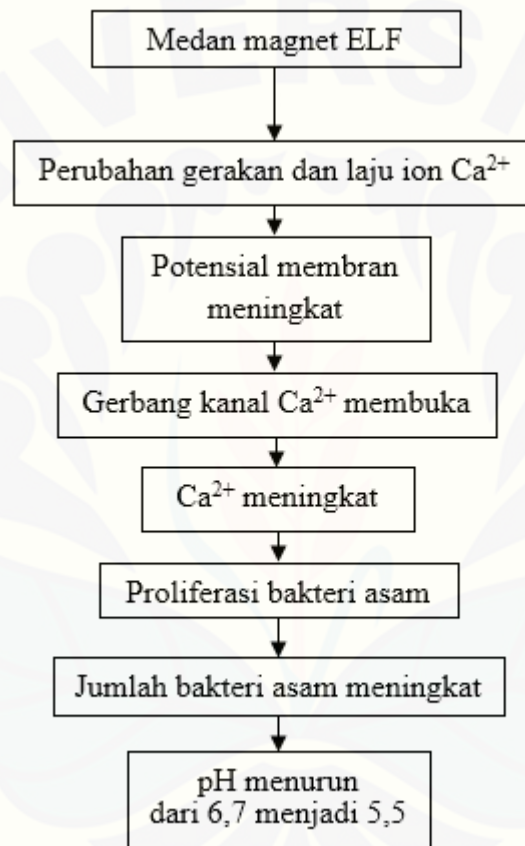 Medan magnet ELF
Perubahan gerakan dan laju ion Ca²⁺
Potensial membran
meningkat
Gerbang kanal Ca²⁺ membuka
Ca²⁺ meningkat
Proliferasi bakteri asam
Jumlah bakteri asam meningkat
pH menurun
dari 6,7 menjadi 5,5